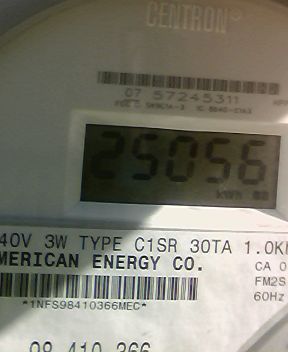 CENTRON
07 57245311
25056
kWh
40V 3W TYPE C1SR 30TA 1.0K
MERICAN ENERGY CO.
CA 0
FM2S
60Hz
*1NFS98410366MEC*
98 410 366